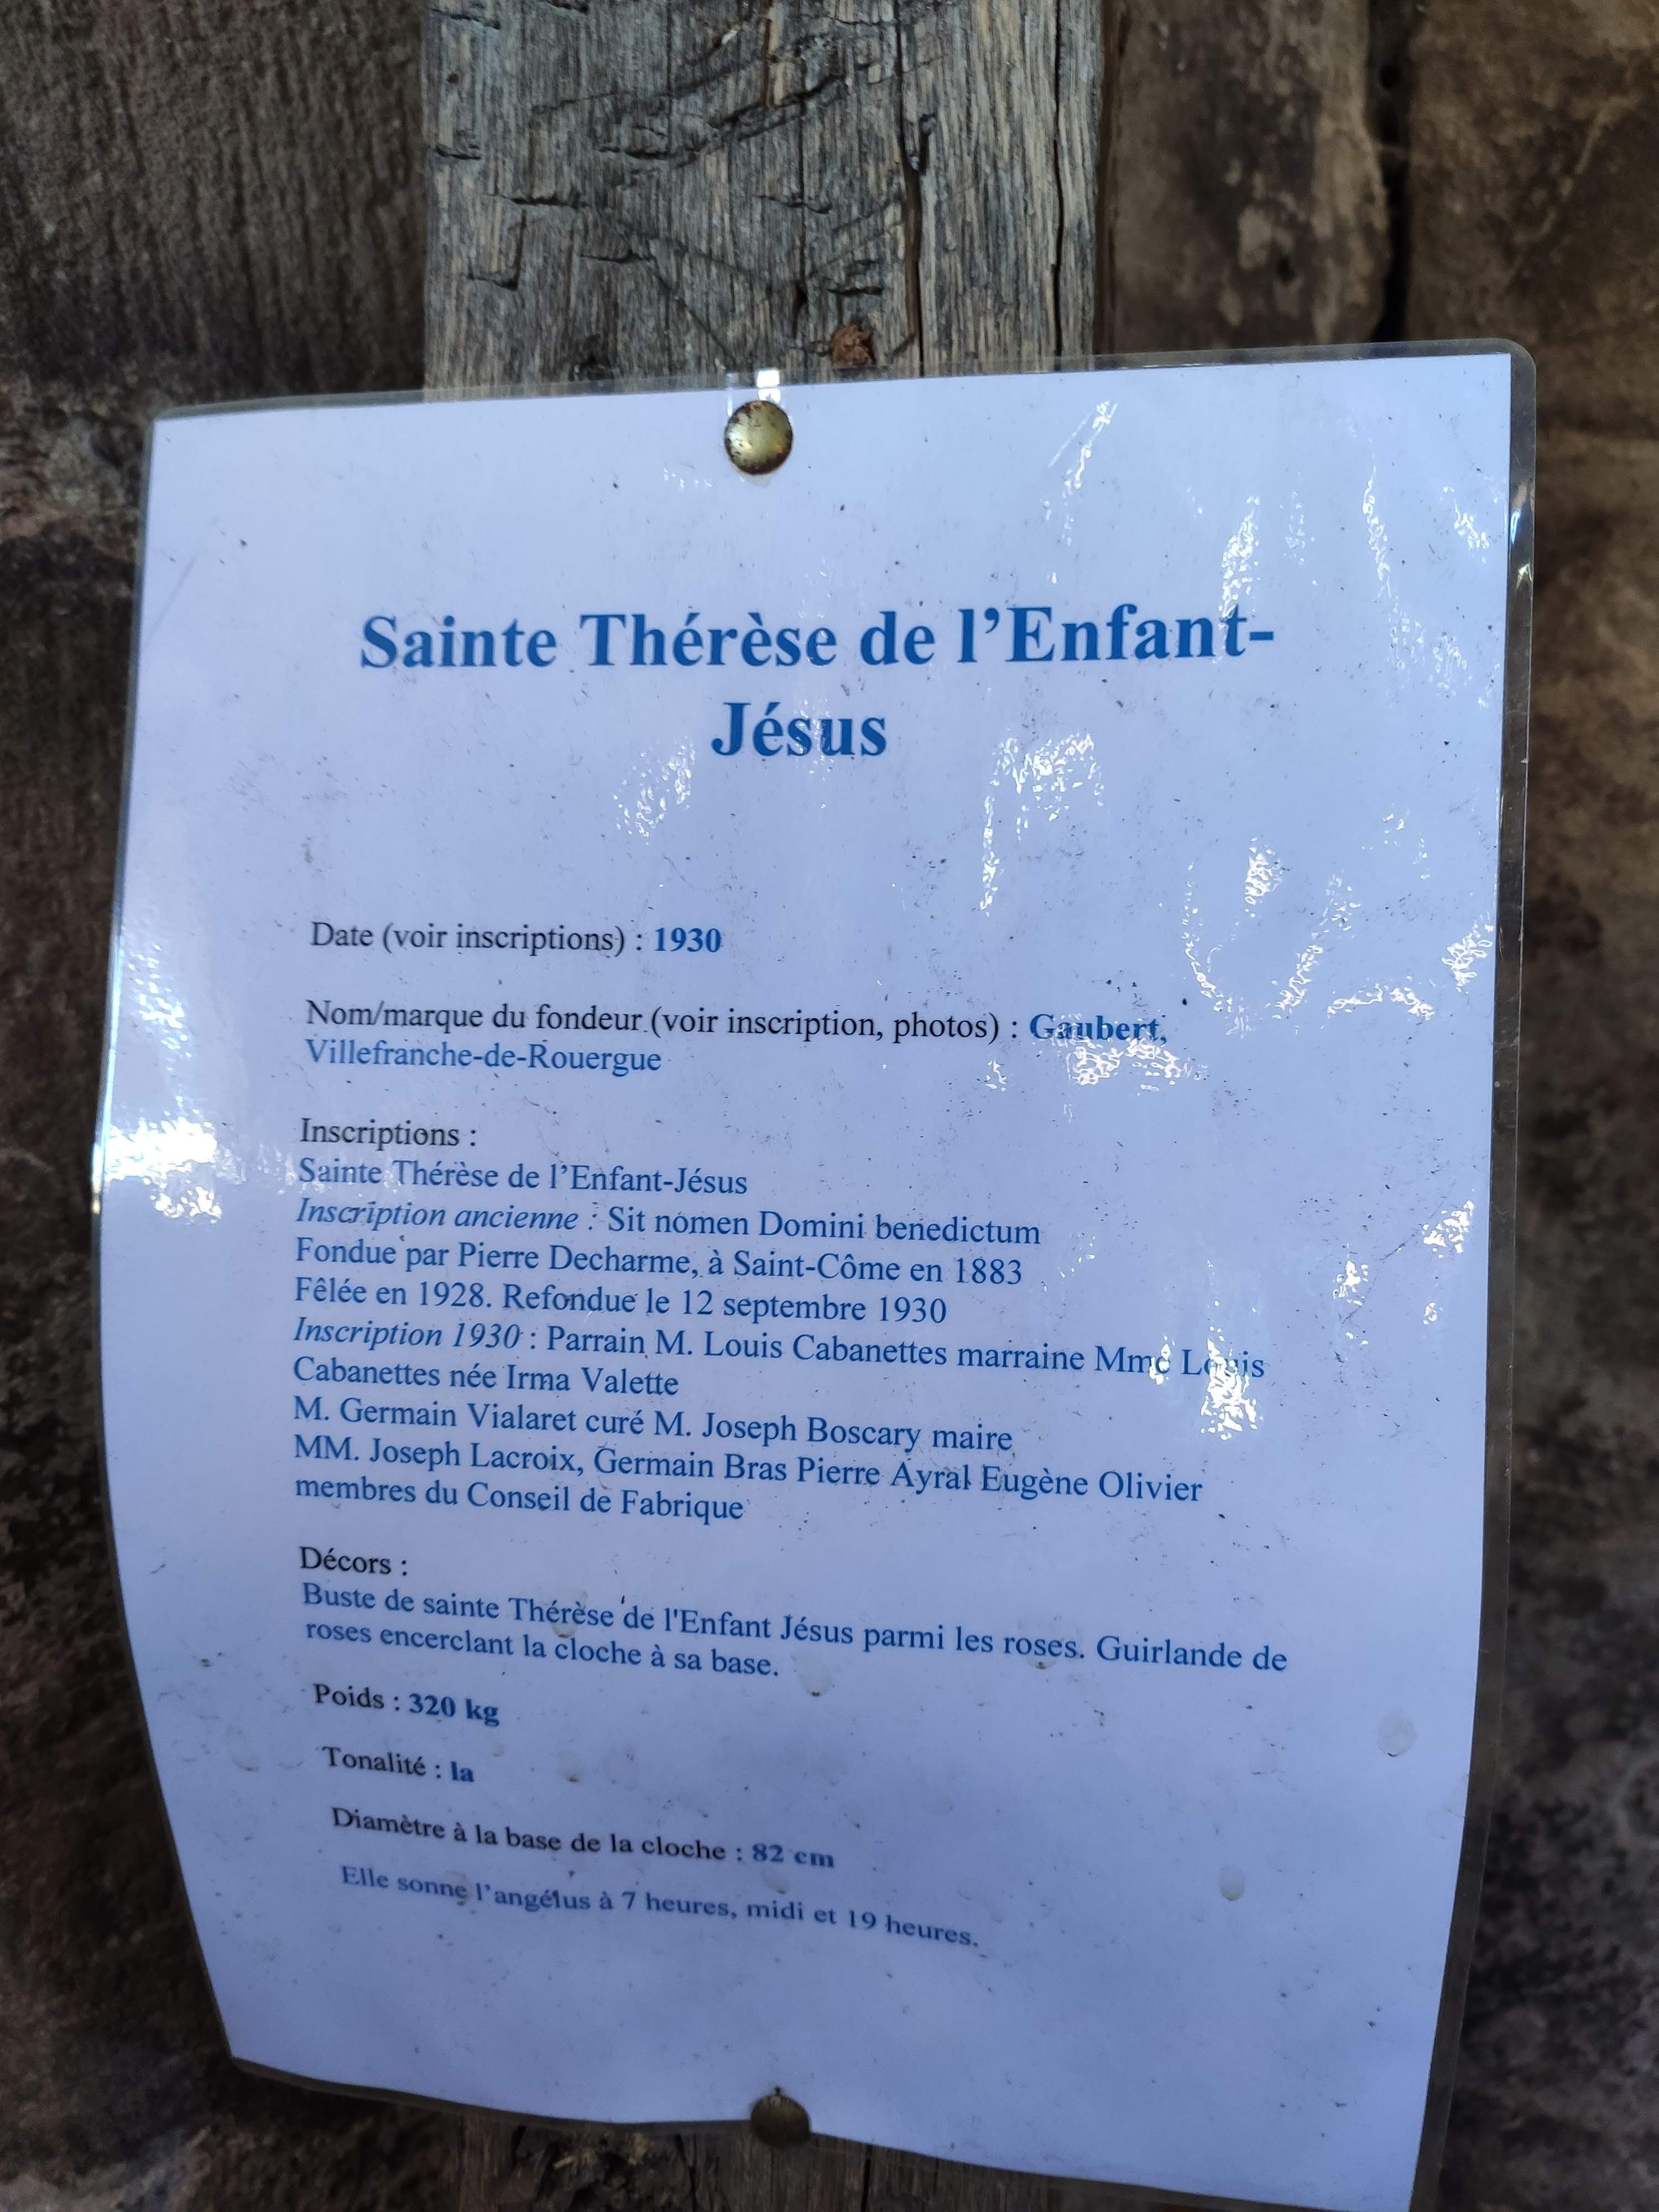 Sainte Thérèse de l’Enfant-
Jésus
Date (voir inscriptions) : 1930
Nom/marque du fondeur (voir inscription, photos) : Gaubert,
Villefranche-de-Rouergue
Inscriptions :
Sainte Thérèse de l’Enfant-Jésus
Inscription ancienne : Sit nomen Domini benedictum
Fondue par Pierre Decharme, à Saint-Côme en 1883
Fêlée en 1928. Refondue le 12 septembre 1930
Inscription 1930 : Parrain M. Louis Cabanettes marraine Mme Louis
Cabanettes née Irma Valette
M. Germain Vialaret curé M. Joseph Boscary maire
MM. Joseph Lacroix, Germain Bras Pierre Ayral Eugène Olivier
membres du Conseil de Fabrique
Décors :
Buste de sainte Thérèse de l'Enfant Jésus parmi les roses. Guirlande de
roses encerclant la cloche à sa base.
Poids : 320 kg
Tonalité : la
Diamètre à la base de la cloche : 82 cm
Elle sonne l’angélus à 7 heures, midi et 19 heures.